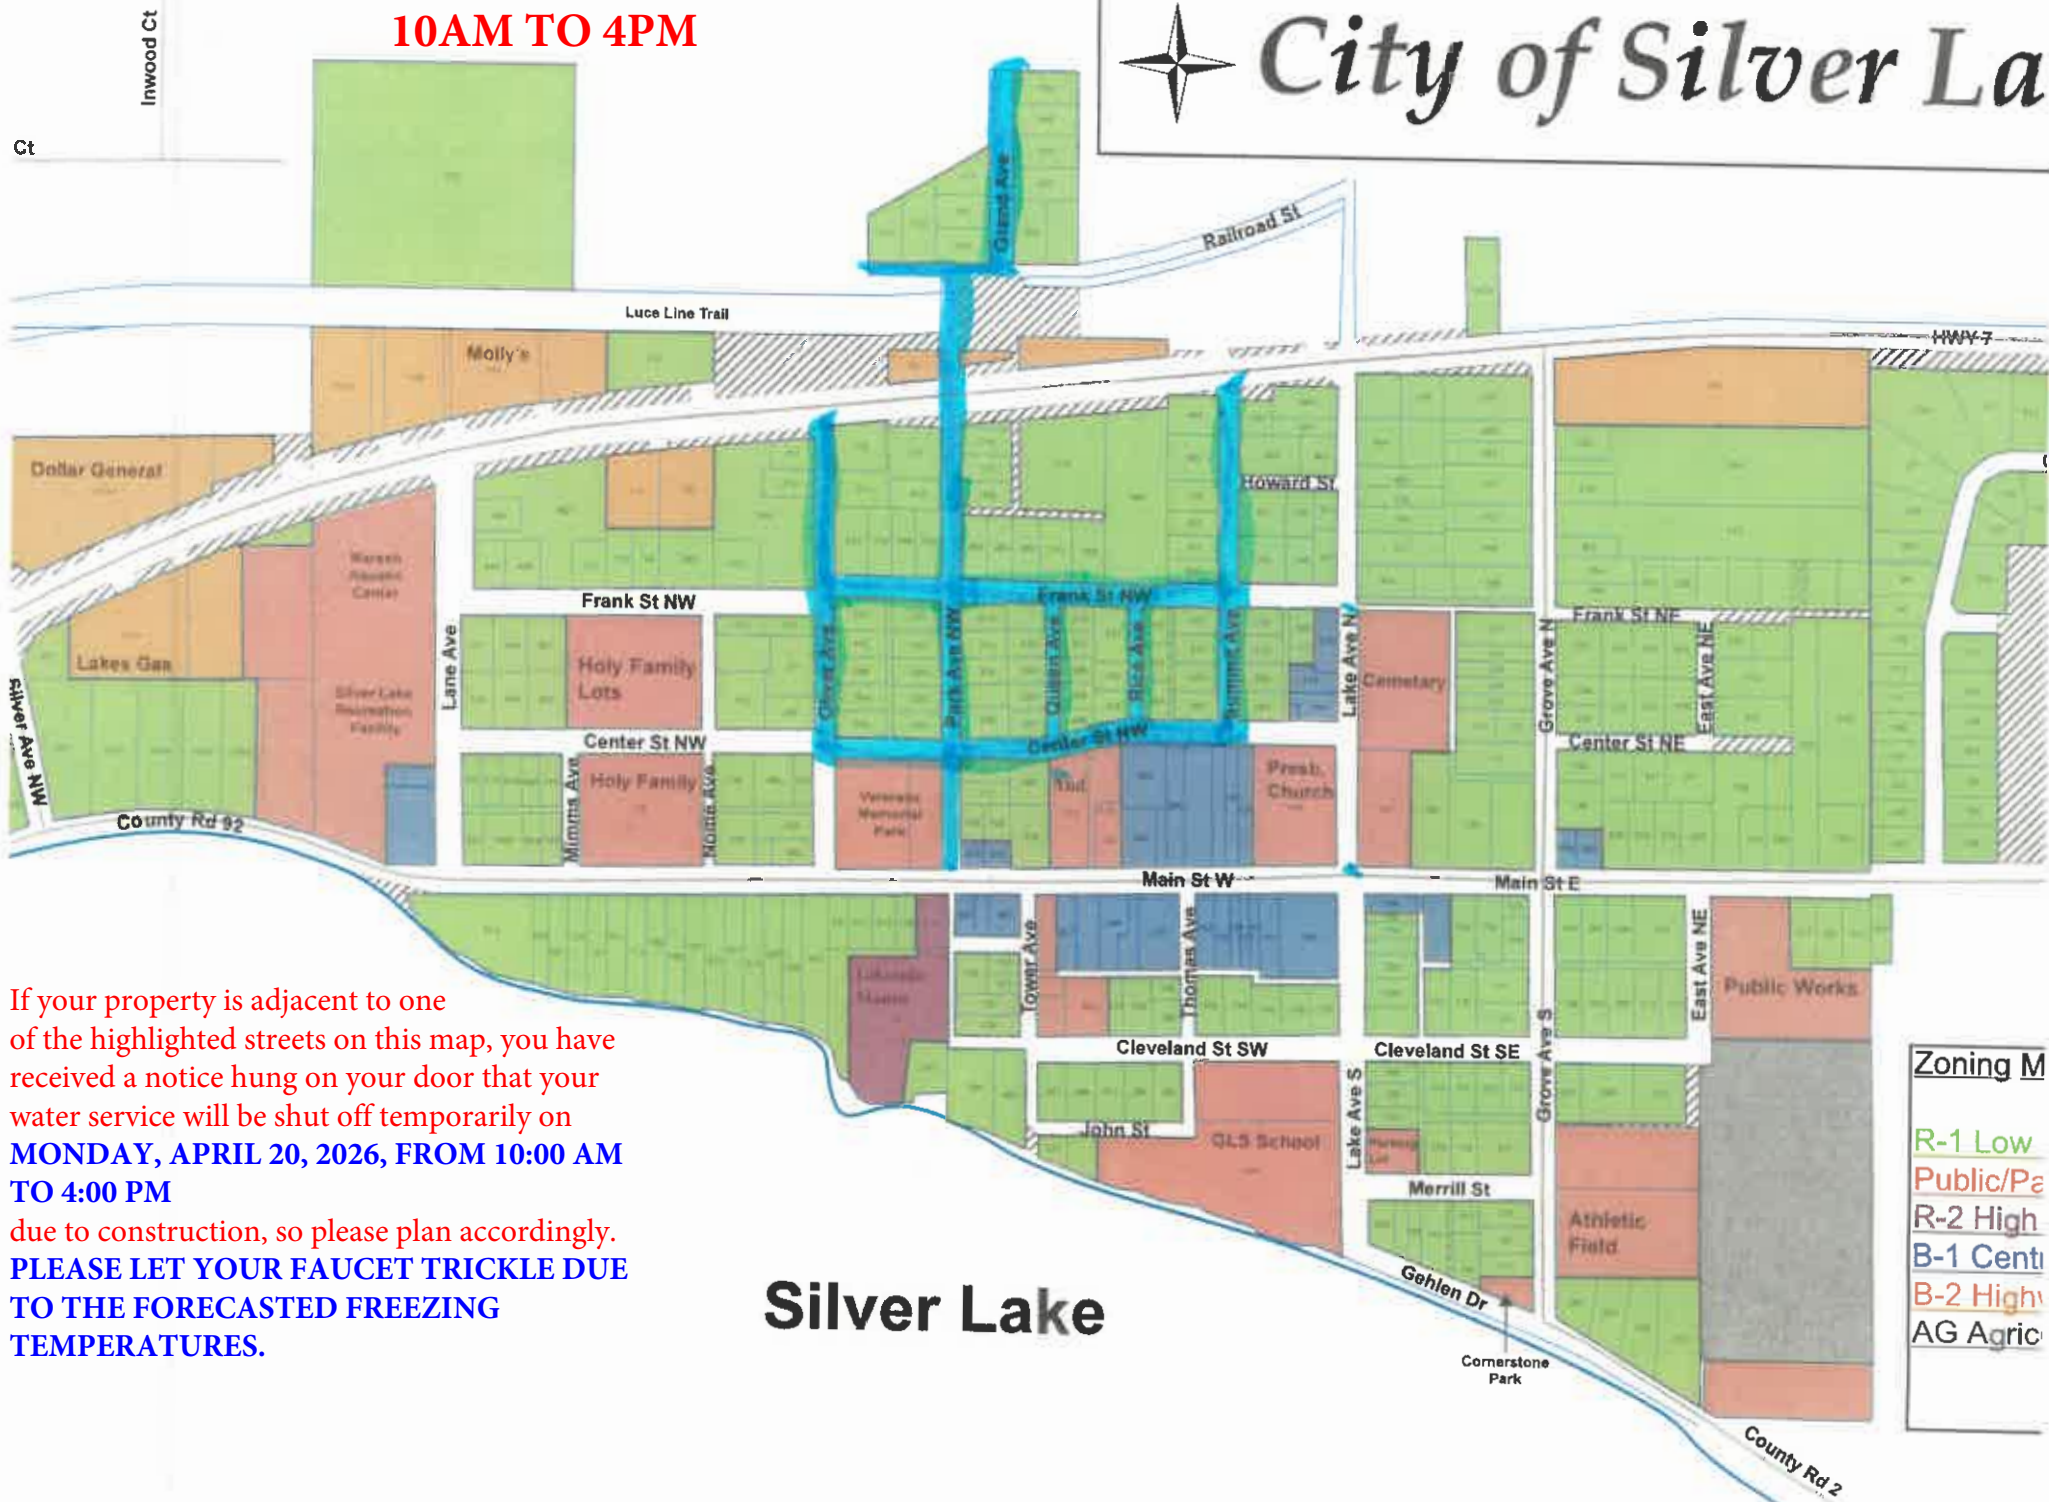 10AM TO 4PM
City of Silver La
Inwood Ct
Ct
Grand Ave
Railroad St
Luce Line Trail
HWY 7
Molly's
Dollar General
Howard St
Frank St NW
Frank St NW
Frank St NE
Lakes Gas
Lane Ave
Holy Family
Lots
Silver Lake
Recreation
Facility
Park Ave NW
Queen Ave
Rice Ave
Lake Ave N
Cemetary
Grove Ave N
East Ave NE
Silver Ave NW
Center St NW
Center St NW
Center St NE
Mimms Ave
Holy Family
Veterans
Memorial
Park
Presb.
Church
County Rd 92
Main St W
Main St E
Tower Ave
Thomas Ave
East Ave NE
Public Works
Cleveland St SW
Cleveland St SE
Grove Ave S
Lake Ave S
John St
GLS School
Merrill St
Athletic
Field
Gehlen Dr
Cornerstone
Park
County Rd 2
Silver Lake
If your property is adjacent to one
of the highlighted streets on this map, you have
received a notice hung on your door that your
water service will be shut off temporarily on
MONDAY, APRIL 20, 2026, FROM 10:00 AM
TO 4:00 PM
due to construction, so please plan accordingly.
PLEASE LET YOUR FAUCET TRICKLE DUE
TO THE FORECASTED FREEZING
TEMPERATURES.
Zoning M
R-1 Low
Public/Pa
R-2 High
B-1 Cent
B-2 High
AG Agric